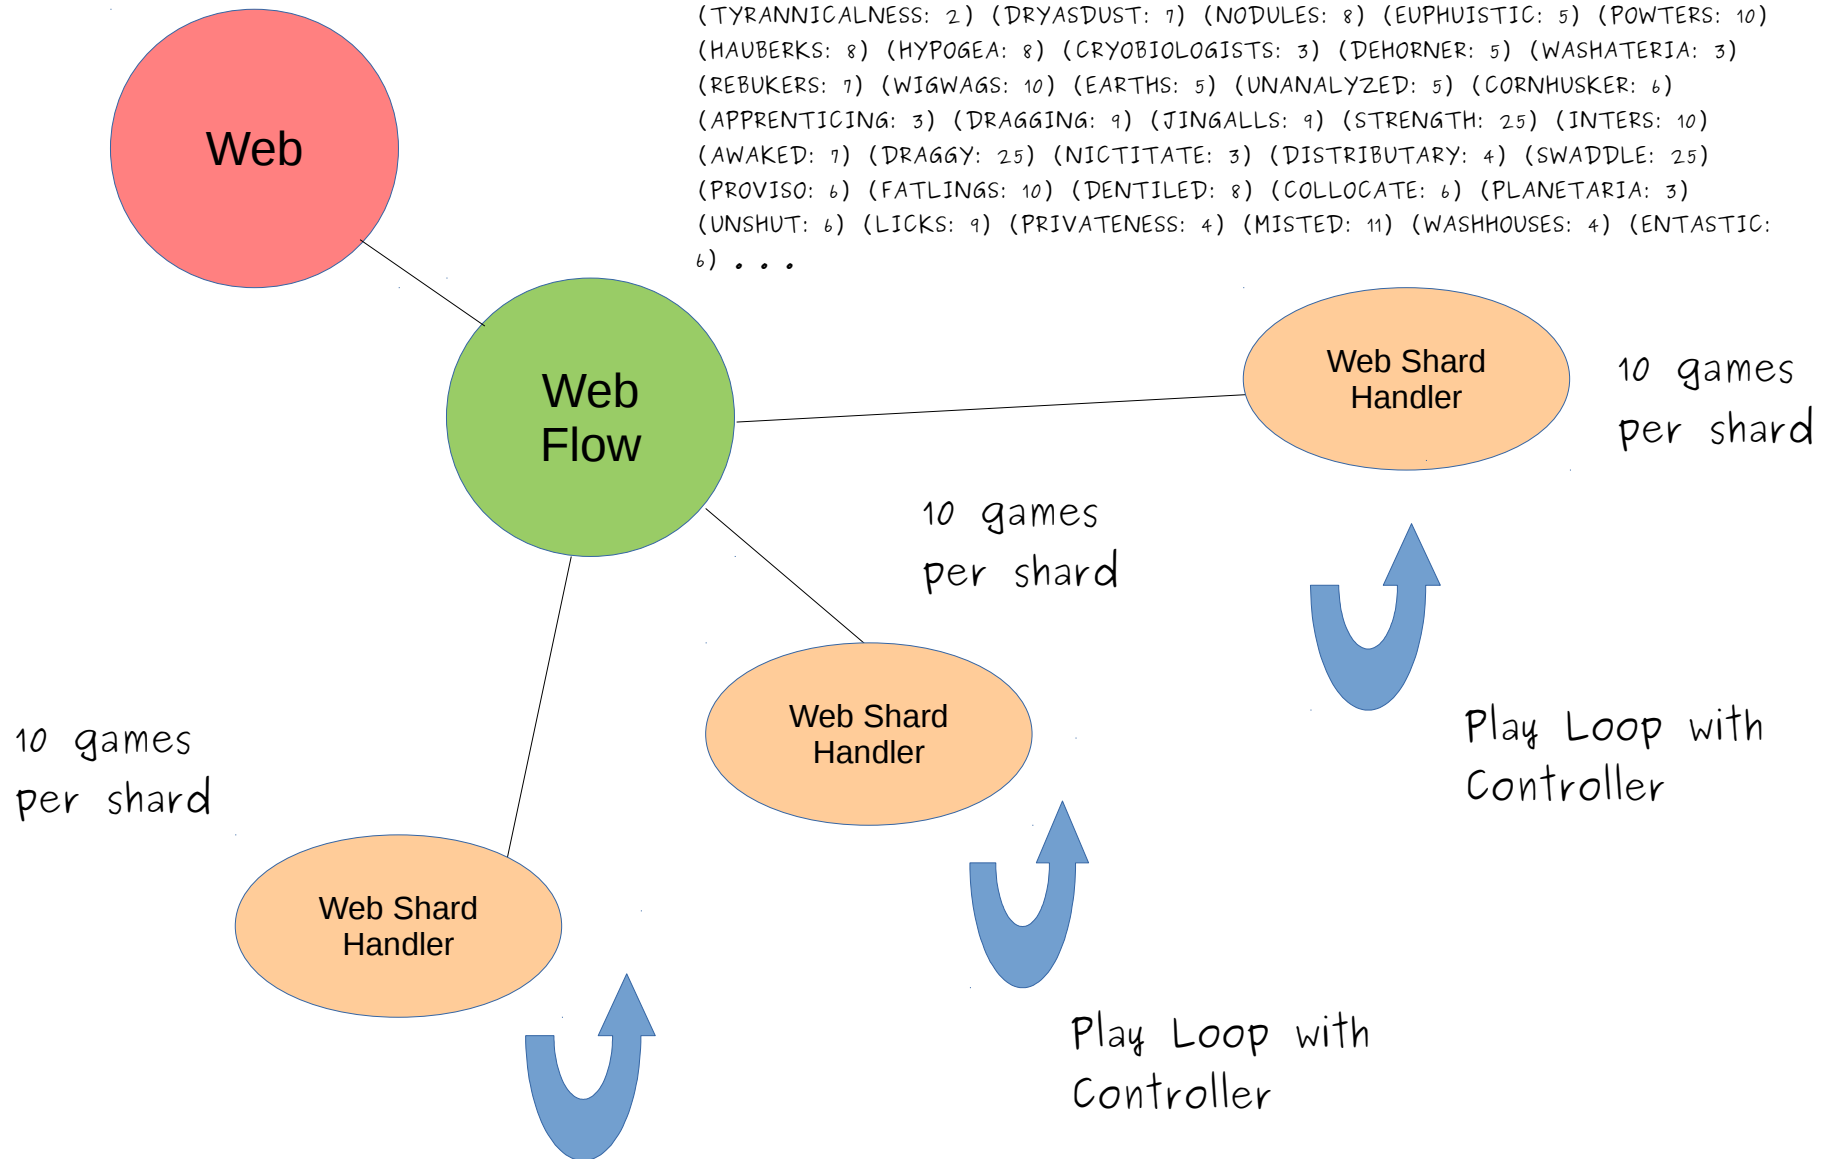 (TYRANNICALNESS: 2) (DRYASDUST: 7) (NODULES: 8) (EUPHUISTIC: 5) (POWTERS: 10)
(HAUBERKS: 8) (HYPOGEA: 8) (CRYOBIOLOGISTS: 3) (DEHORNER: 5) (WASHATERIA: 3)
(REBUKERS: 7) (WIGWAGS: 10) (EARTHS: 5) (UNANALYZED: 5) (CORNHUSKER: 6)
(APPRENTICING: 3) (DRAGGING: 9) (JINGALLS: 9) (STRENGTH: 25) (INTERS: 10)
(AWAKED: 7) (DRAGGY: 25) (NICTITATE: 3) (DISTRIBUTARY: 4) (SWADDLE: 25)
(PROVISO: 6) (FATLINGS: 10) (DENTILED: 8) (COLLOCATE: 6) (PLANETARIA: 3)
(UNSHUT: 6) (LICKS: 9) (PRIVATENESS: 4) (MISTED: 11) (WASHHOUSES: 4) (ENTASTIC:
6) . . .
Web
Web
Flow
Web Shard
Handler
10 games
per shard
10 games
per shard
Web Shard
Handler
Play Loop with
Controller
10 games
per shard
Web Shard
Handler
Play Loop with
Controller